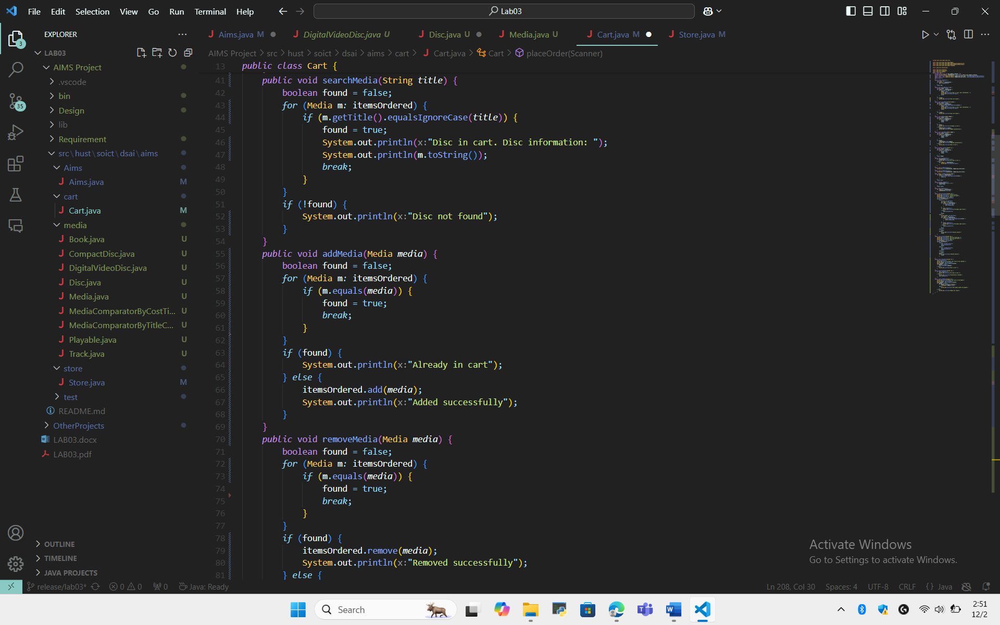 File Edit Selection View Go Run Terminal Help
Lab03
EXPLORER
LAB03
AIMS Project
.vscode
bin
Design
lib
Requirement
src\hust\soict\dsai\aims
Aims
Aims.java M
cart
Cart.java M
media
Book.java U
CompactDisc.java U
DigitalVideoDisc.java U
Disc.java U
Media.java U
MediaComparatorByCostTi... U
MediaComparatorByTitleC... U
Playable.java U
Track.java U
store
Store.java M
test
README.md
OtherProjects
LAB03.docx
LAB03.pdf
OUTLINE
TIMELINE
JAVA PROJECTS
3
35
Aims.java M DigitalVideoDisc.java U Disc.java U Media.java U Cart.java M Store.java M
AIMS Project > src > hust > soict > dsai > aims > cart > Cart.java > Cart > placeOrder(Scanner)
13 public class Cart {
41 public void searchMedia(String title) {
42 boolean found = false;
43 for (Media m: itemsOrdered) {
44 if (m.getTitle().equalsIgnoreCase(title)) {
45 found = true;
46 System.out.println(x:"Disc in cart. Disc information: ");
47 System.out.println(m.toString());
48 break;
49 }
50 }
51 if (!found) {
52 System.out.println(x:"Disc not found");
53 }
54 }
55 public void addMedia(Media media) {
56 boolean found = false;
57 for (Media m: itemsOrdered) {
58 if (m.equals(media)) {
59 found = true;
60 break;
61 }
62 }
63 if (found) {
64 System.out.println(x:"Already in cart");
65 } else {
66 itemsOrdered.add(media);
67 System.out.println(x:"Added successfully");
68 }
69 }
70 public void removeMedia(Media media) {
71 boolean found = false;
72 for (Media m: itemsOrdered) {
73 if (m.equals(media)) {
74 found = true;
75 break;
76 }
77 }
78 if (found) {
79 itemsOrdered.remove(media);
80 System.out.println(x:"Removed successfully");
81 } else {
Activate Windows
Go to Settings to activate Windows.
release/lab03* 0 0 0 Java: Ready
Ln 208, Col 30 Spaces: 4 UTF-8 CRLF {} Java
Search
2:51
12/2